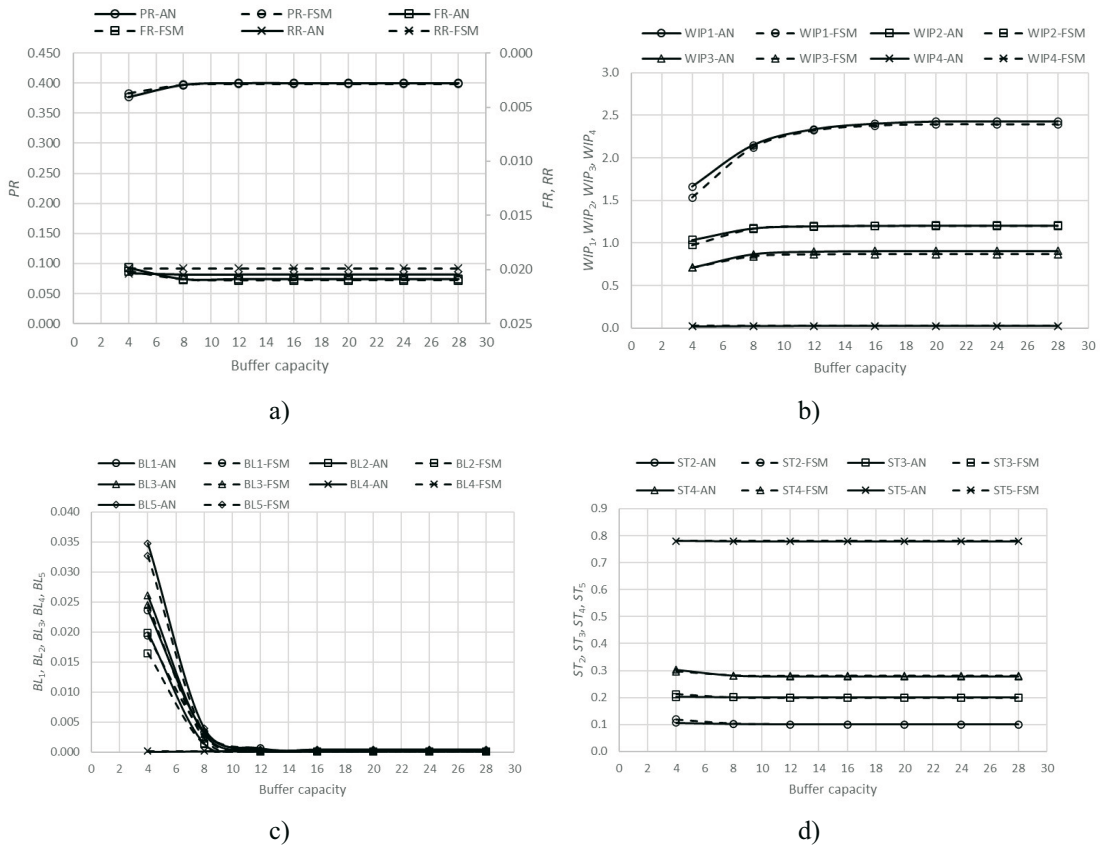 PR-AN PR-FSM FR-AN
FR-FSM RR-AN RR-FSM
0.450
0.400
0.350
0.300
0.250
0.200
0.150
0.100
0.050
0.000
PR
0.000
0.005
0.010
0.015
0.020
0.025
FR, RR
0 2 4 6 8 10 12 14 16 18 20 22 24 26 28 30
Buffer capacity
a)
WIP1-AN WIP1-FSM WIP2-AN WIP2-FSM
WIP3-AN WIP3-FSM WIP4-AN WIP4-FSM
3.0
2.5
2.0
1.5
1.0
0.5
0.0
WIP1, WIP2, WIP3, WIP4
0 2 4 6 8 10 12 14 16 18 20 22 24 26 28 30
Buffer capacity
b)
BL1-AN BL1-FSM BL2-AN BL2-FSM
BL3-AN BL3-FSM BL4-AN BL4-FSM
BL5-AN BL5-FSM
0.040
0.035
0.030
0.025
0.020
0.015
0.010
0.005
0.000
BL1, BL2, BL3, BL4, BL5
0 2 4 6 8 10 12 14 16 18 20 22 24 26 28 30
Buffer capacity
c)
ST2-AN ST2-FSM ST3-AN ST3-FSM
ST4-AN ST4-FSM ST5-AN ST5-FSM
0.9
0.8
0.7
0.6
0.5
0.4
0.3
0.2
0.1
0.0
ST2, ST3, ST4, ST5
0 2 4 6 8 10 12 14 16 18 20 22 24 26 28 30
Buffer capacity
d)